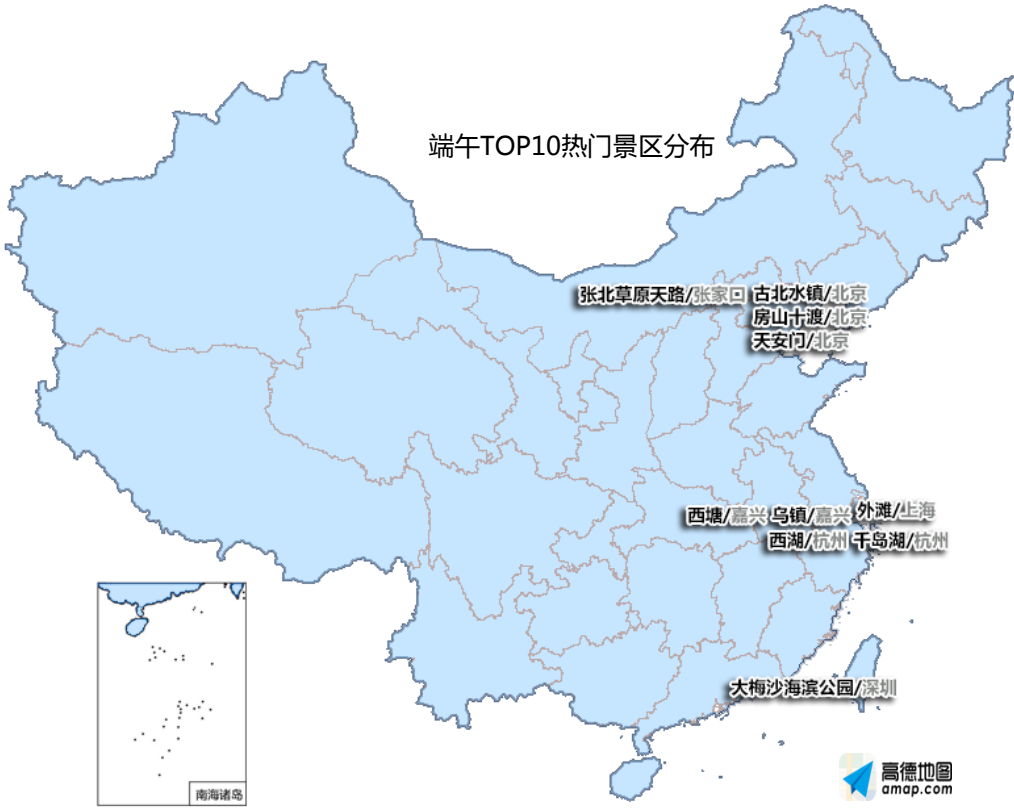 端午TOP10热门景区分布
张北草原天路/张家口 古北水镇/北京
房山十渡/北京
天安门/北京
西塘/嘉兴 乌镇/嘉兴 外滩/上海
西湖/杭州 千岛湖/杭州
大梅沙海滨公园/深圳
南海诸岛
高德地图
amap.com